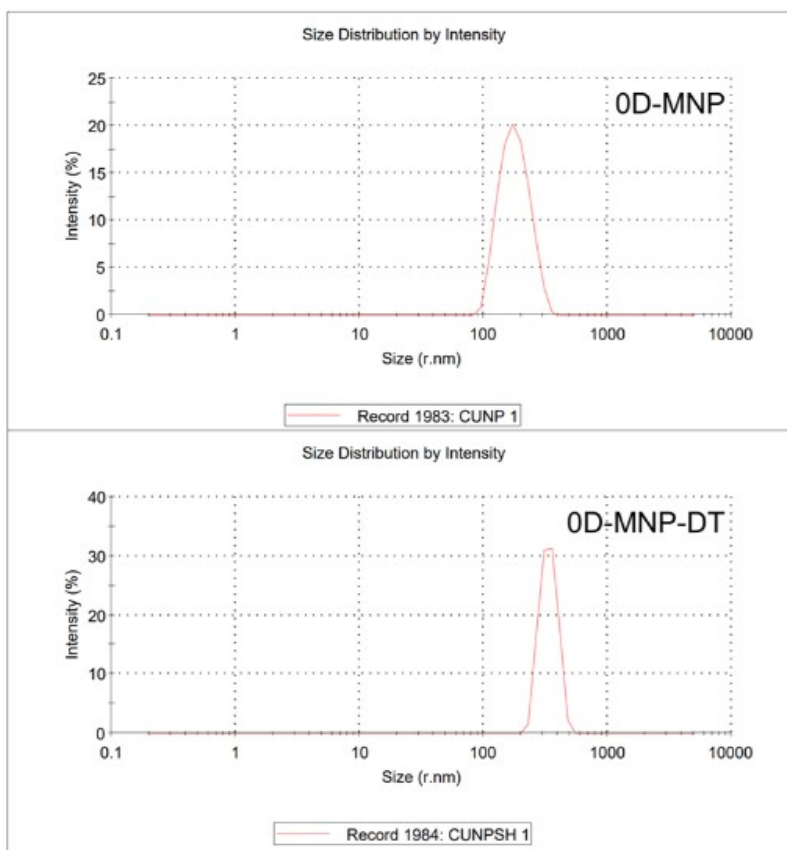 Size Distribution by Intensity
25
0D-MNP
20
15
Intensity (%)
10
5
0
0.1 1 10 100 1000 10000
Size (r.nm)
Record 1983: CUNP 1
Size Distribution by Intensity
40
0D-MNP-DT
30
Intensity (%)
20
10
0
0.1 1 10 100 1000 10000
Size (r.nm)
Record 1984: CUNPSH 1